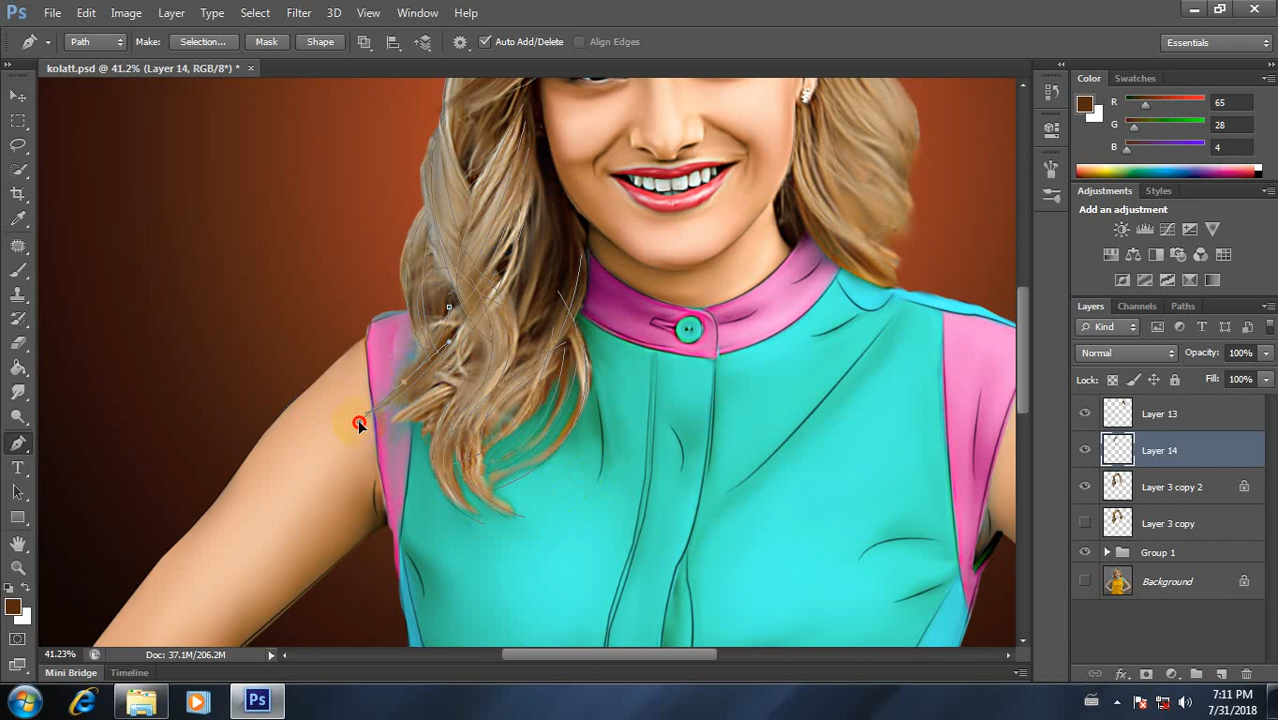 Ps File Edit Image Layer Type Select Filter 3D View Window Help
Path Make: Selection... Mask Shape Auto Add/Delete Align Edges Essentials
kolatt.psd @ 41.2% (Layer 14, RGB/8*) *
Color Swatches
R 65
G 28
B 4
Adjustments Styles
Add an adjustment
Layers Channels Paths
Kind
Normal Opacity: 100%
Lock: Fill: 100%
Layer 13
Layer 14
Layer 3 copy 2
Layer 3 copy
Group 1
Background
41.23% Doc: 37.1M/206.2M
Mini Bridge Timeline
Ps
7:11 PM
7/31/2018